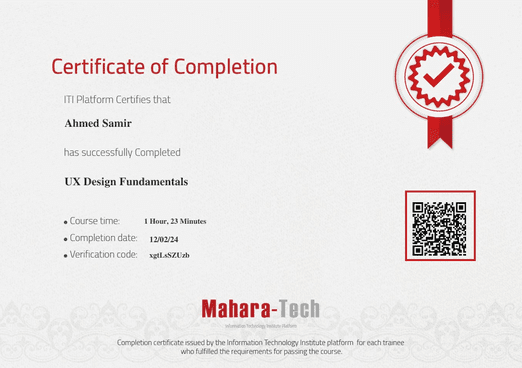 Certificate of Completion
ITI Platform Certifies that
Ahmed Samir
has successfully Completed
UX Design Fundamentals
Course time: 1 Hour, 23 Minutes
Completion date: 12/02/24
Verification code: xgtLsSZUzb
Mahara-Tech
Information Technology Institute Platform
Completion certificate issued by the Information Technology Institute platform for each trainee
who fulfilled the requirements for passing the course.